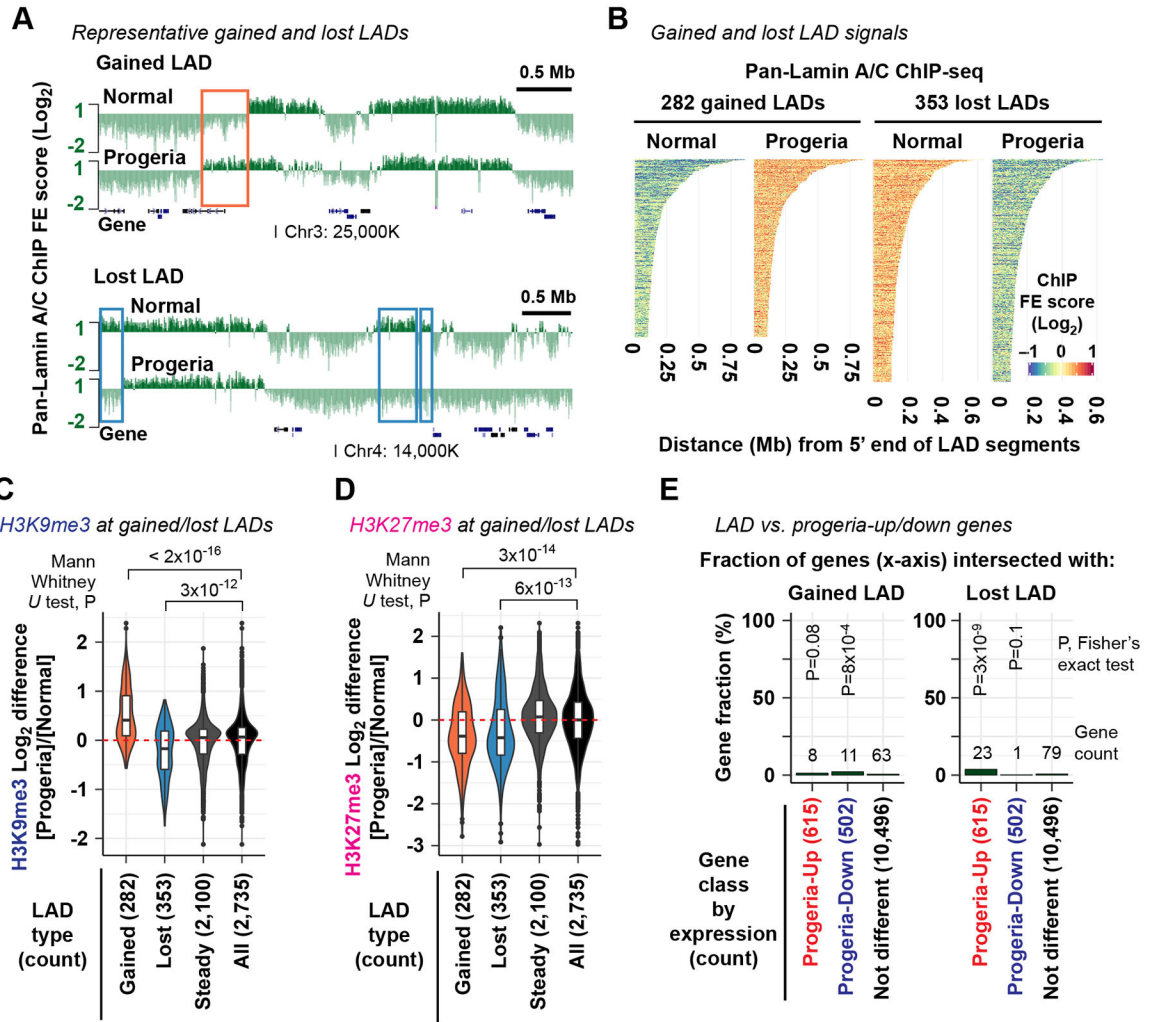 A
Representative gained and lost LADs
Gained LAD
0.5 Mb
Normal
1
-2
Progeria
1
-2
Gene
Chr3: 25,000K
Pan-Lamin A/C ChIP FE score (Log2)
Lost LAD
0.5 Mb
Normal
1
-2
Progeria
1
-2
Gene
Chr4: 14,000K
B
Gained and lost LAD signals
Pan-Lamin A/C ChIP-seq
282 gained LADs
353 lost LADs
Normal
Progeria
Normal
Progeria
0 0.25 0.5 0.75
0 0.25 0.5 0.75
0 0.2 0.4 0.6
0 0.2 0.4 0.6
ChIP
FE score
(Log2)
−1 0 1
Distance (Mb) from 5’ end of LAD segments
C
H3K9me3 at gained/lost LADs
Mann
Whitney
U test, P
< 2x10-16
3x10-12
H3K9me3 Log2 difference
[Progeria]/[Normal]
2
1
0
-1
-2
LAD
type
(count)
Gained (282)
Lost (353)
Steady (2,100)
All (2,735)
D
H3K27me3 at gained/lost LADs
Mann
Whitney
U test, P
3x10-14
6x10-13
H3K27me3 Log2 difference
[Progeria]/[Normal]
2
1
0
-1
-2
-3
LAD
type
(count)
Gained (282)
Lost (353)
Steady (2,100)
All (2,735)
E
LAD vs. progeria-up/down genes
Fraction of genes (x-axis) intersected with:
Gained LAD
Lost LAD
Gene fraction (%)
100
50
0
P=0.08
P=8x10-4
8 11 63
100
50
0
P=3x10-9
P=0.1
23 1 79
P, Fisher’s
exact test
Gene
count
Gene
class
by
expression
(count)
Progeria-Up (615)
Progeria-Down (502)
Not different (10,496)
Progeria-Up (615)
Progeria-Down (502)
Not different (10,496)